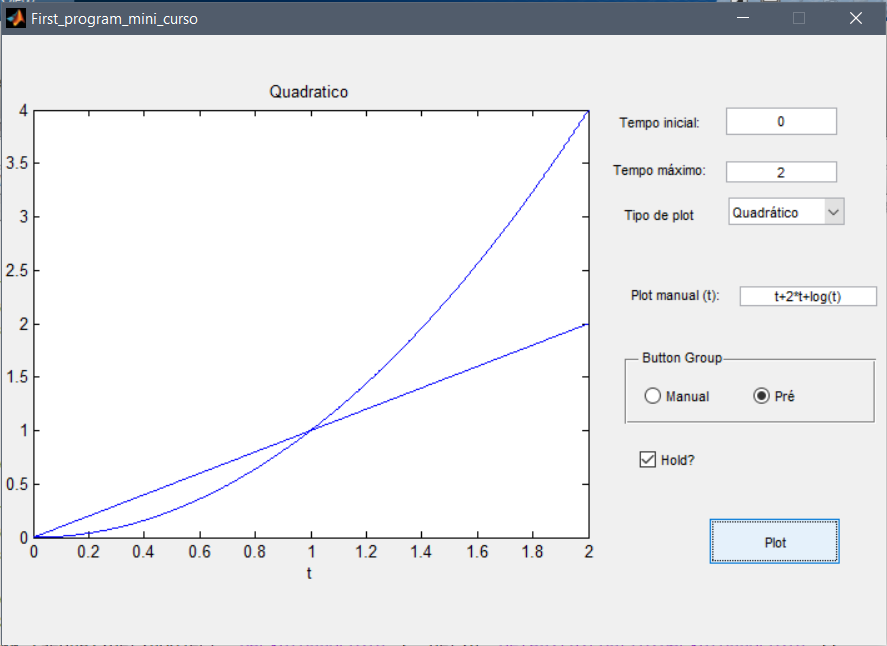 First_program_mini_curso
Quadratico
4
3.5
3
2.5
2
1.5
1
0.5
0
0 0.2 0.4 0.6 0.8 1 1.2 1.4 1.6 1.8 2
t
Tempo inicial: 0
Tempo máximo: 2
Tipo de plot Quadrático
Plot manual (t): t+2*t+log(t)
Button Group
Manual Pré
Hold?
Plot